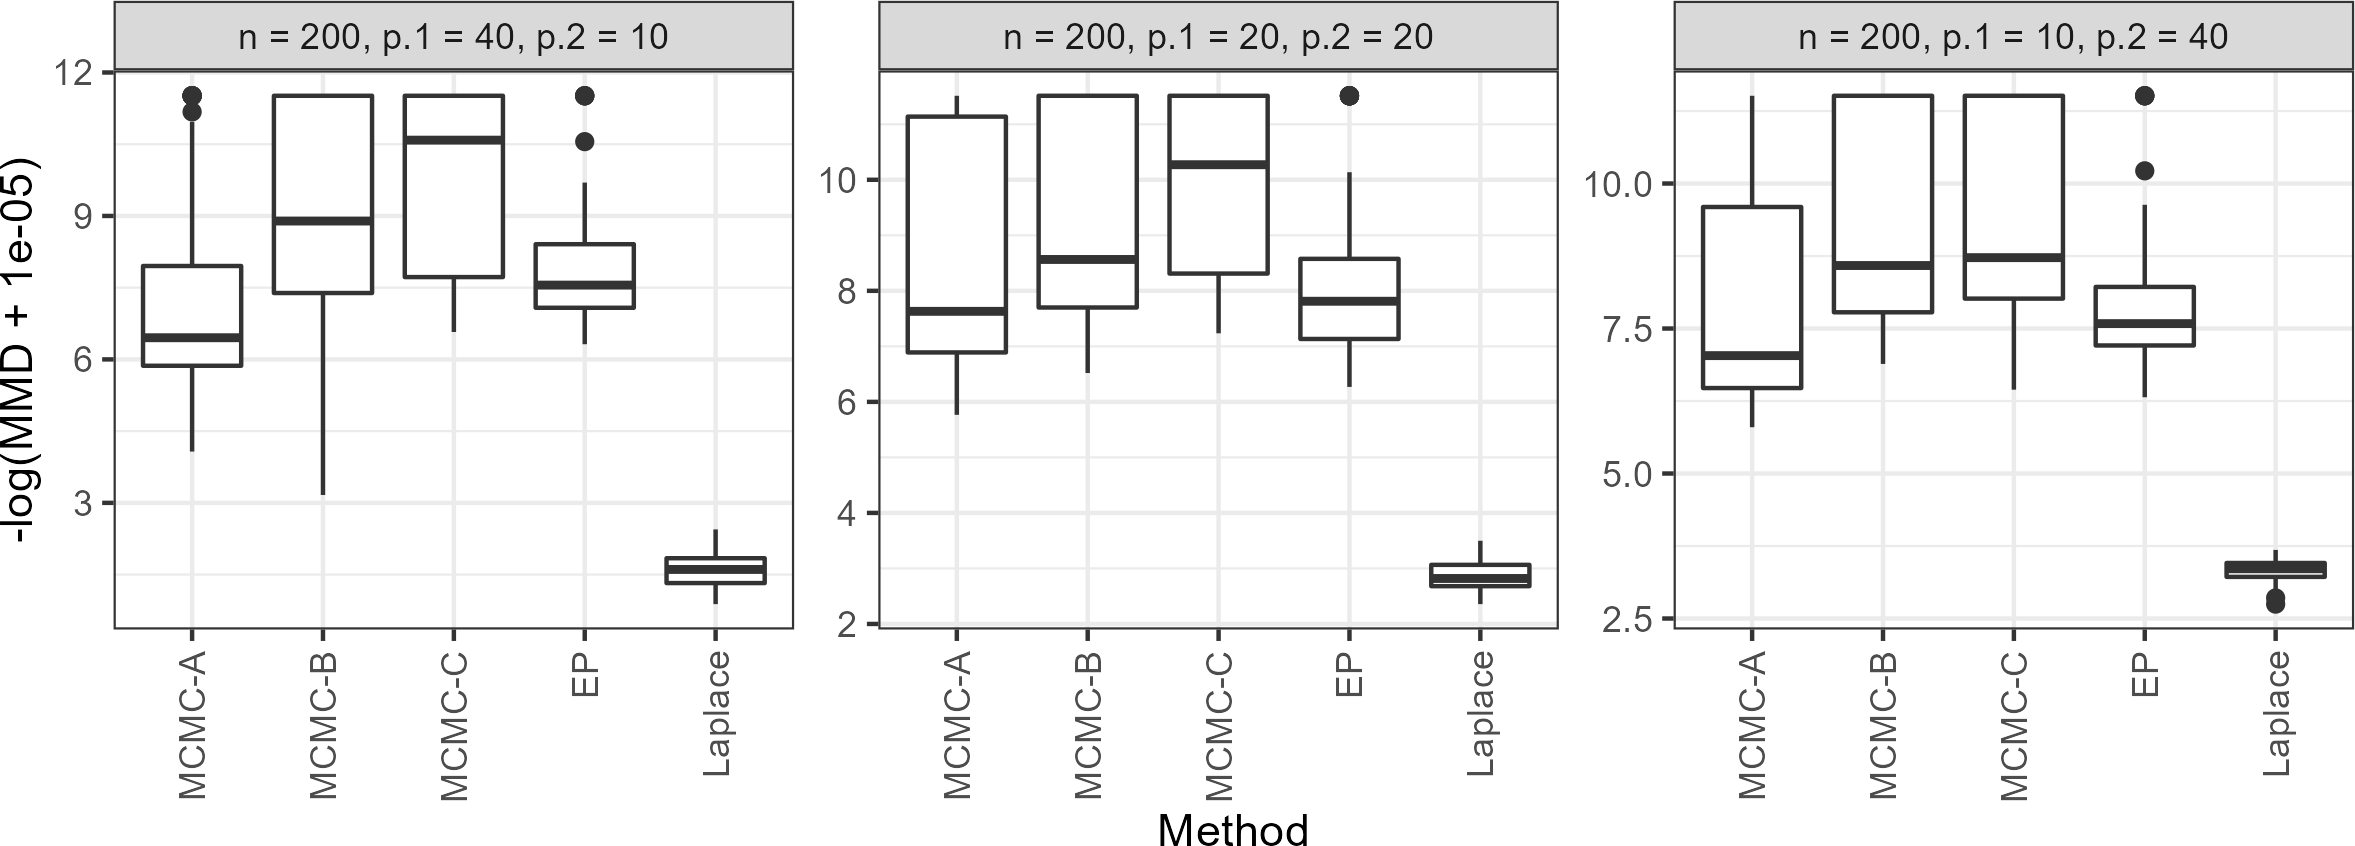 n = 200, p.1 = 40, p.2 = 10
n = 200, p.1 = 20, p.2 = 20
n = 200, p.1 = 10, p.2 = 40
-log(MMD + 1e-05)
12
9
6
3
10
8
6
4
2
10.0
7.5
5.0
2.5
MCMC-A
MCMC-B
MCMC-C
EP
Laplace
MCMC-A
MCMC-B
MCMC-C
EP
Laplace
MCMC-A
MCMC-B
MCMC-C
EP
Laplace
Method